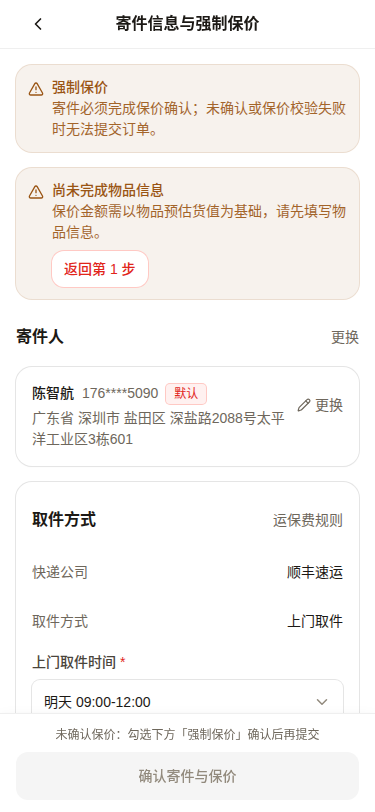 寄件信息与强制保价
强制保价
寄件必须完成保价确认；未确认或保价校验失败
时无法提交订单。
尚未完成物品信息
保价金额需以物品预估货值为基础，请先填写物
品信息。
返回第 1 步
寄件人 更换
陈智航 176****5090 默认
广东省 深圳市 盐田区 深盐路2088号太平
洋工业区3栋601
更换
取件方式 运保费规则
快递公司 顺丰速运
取件方式 上门取件
上门取件时间 *
明天 09:00-12:00
未确认保价：勾选下方「强制保价」确认后再提交
确认寄件与保价